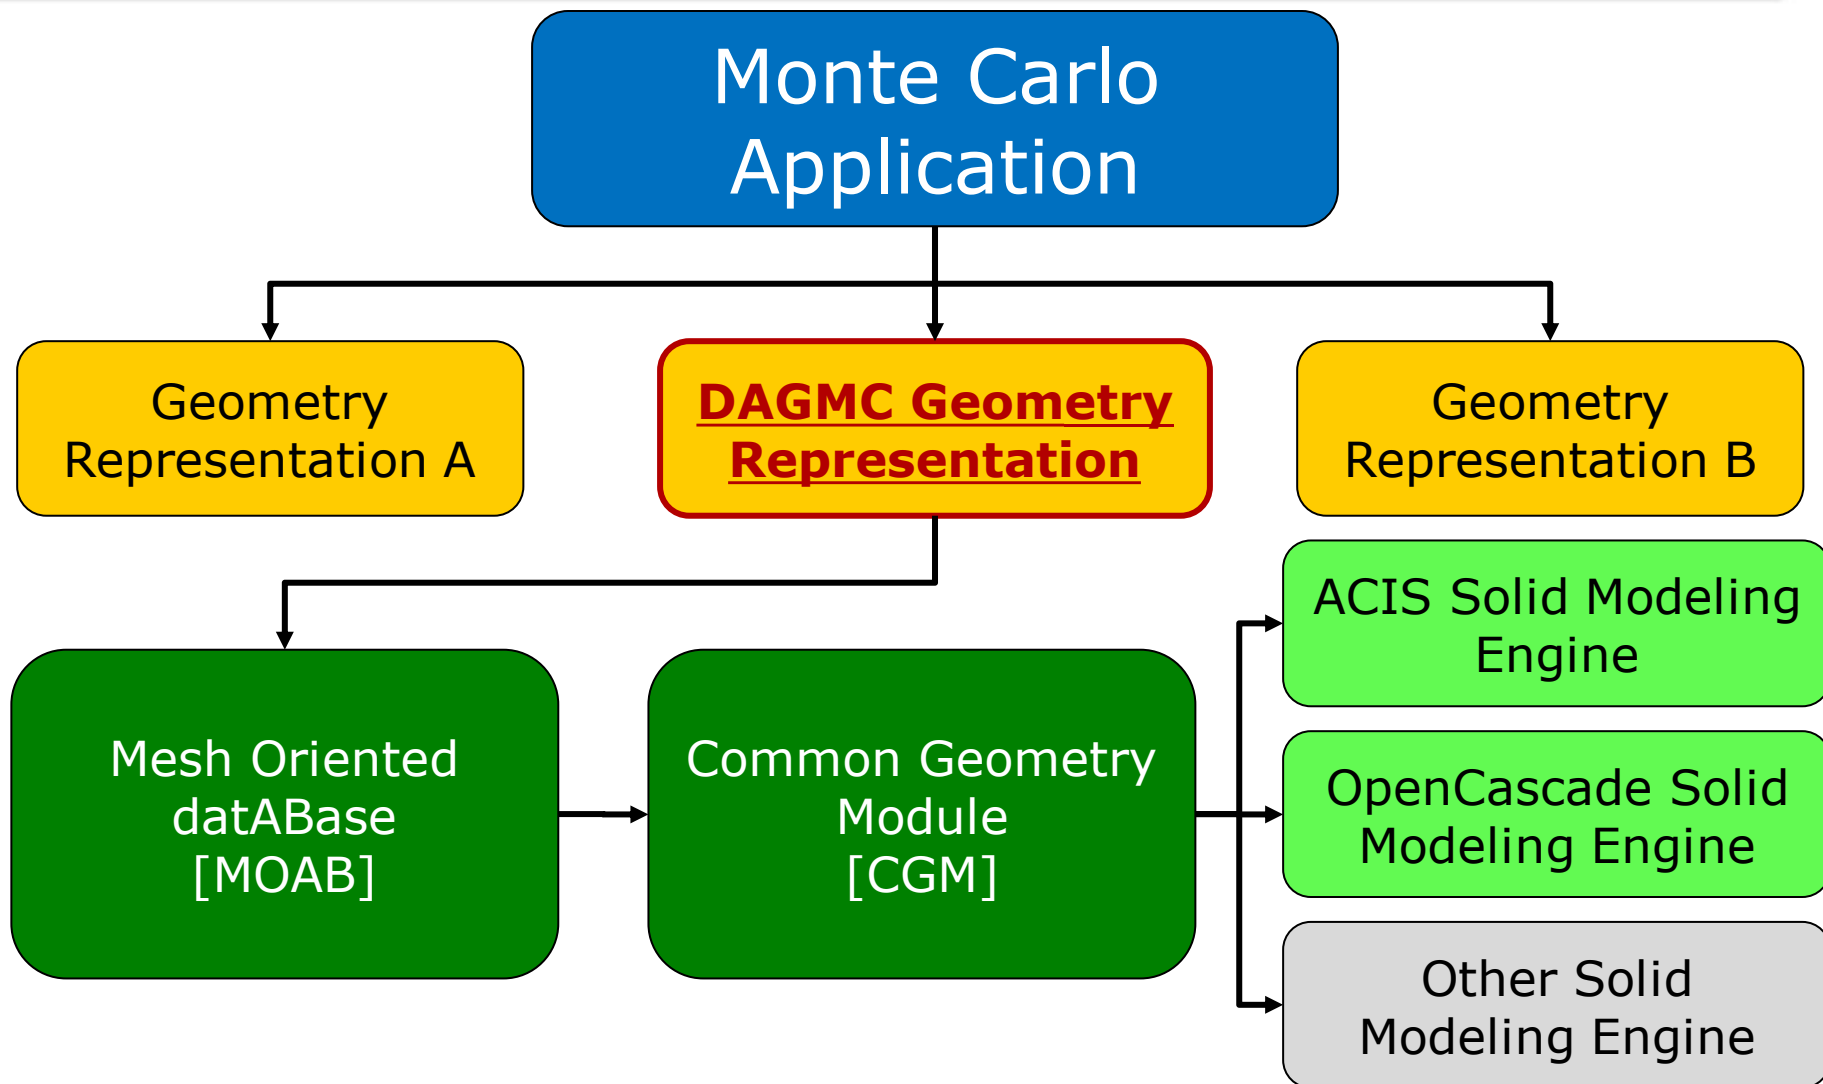 Monte Carlo
Application
Geometry
Representation A
DAGMC Geometry
Representation
Geometry
Representation B
Mesh Oriented
datABase
[MOAB]
Common Geometry
Module
[CGM]
ACIS Solid Modeling
Engine
OpenCascade Solid
Modeling Engine
Other Solid
Modeling Engine